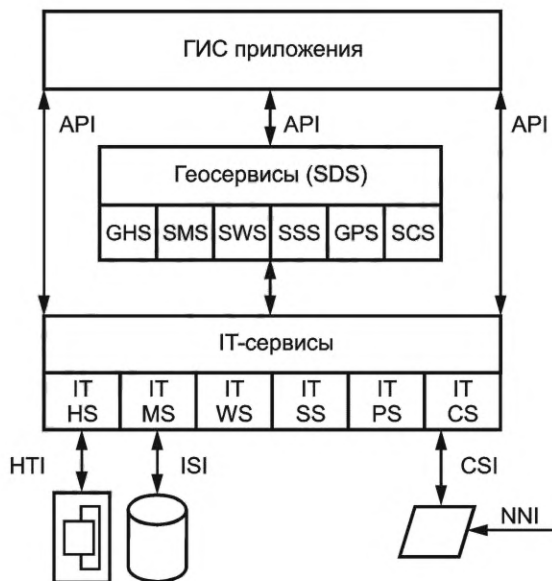 ГИС приложения
API API API
Геосервисы (SDS)
GHS SMS SWS SSS GPS SCS
IT-сервисы
IT IT IT IT IT IT
HS MS WS SS PS CS
HTI ISI CSI
NNI